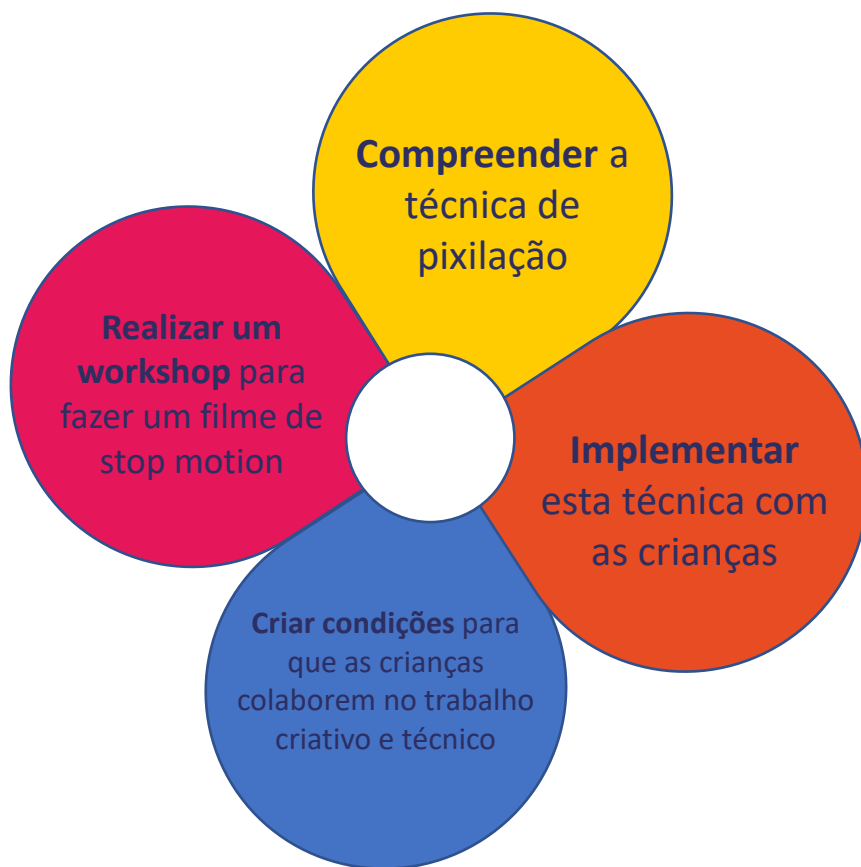 Compreender a
técnica de
pixilação
Implementar
esta técnica com
as crianças
Criar condições para
que as crianças
colaborem no trabalho
criativo e técnico
Realizar um
workshop para
fazer um filme de
stop motion